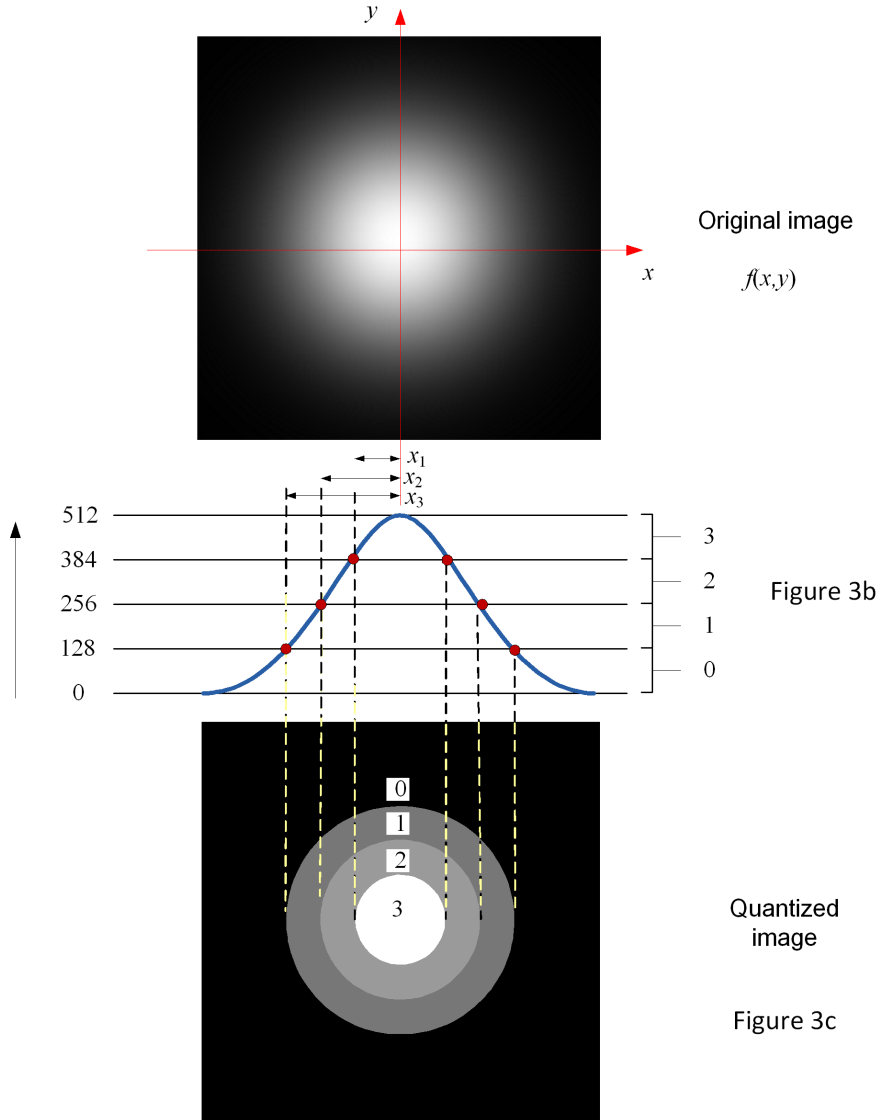 y
Original image
x
f(x,y)
x1
x2
x3
512
384
256
128
0
3
2
1
0
Figure 3b
0
1
2
3
Quantized
image
Figure 3c